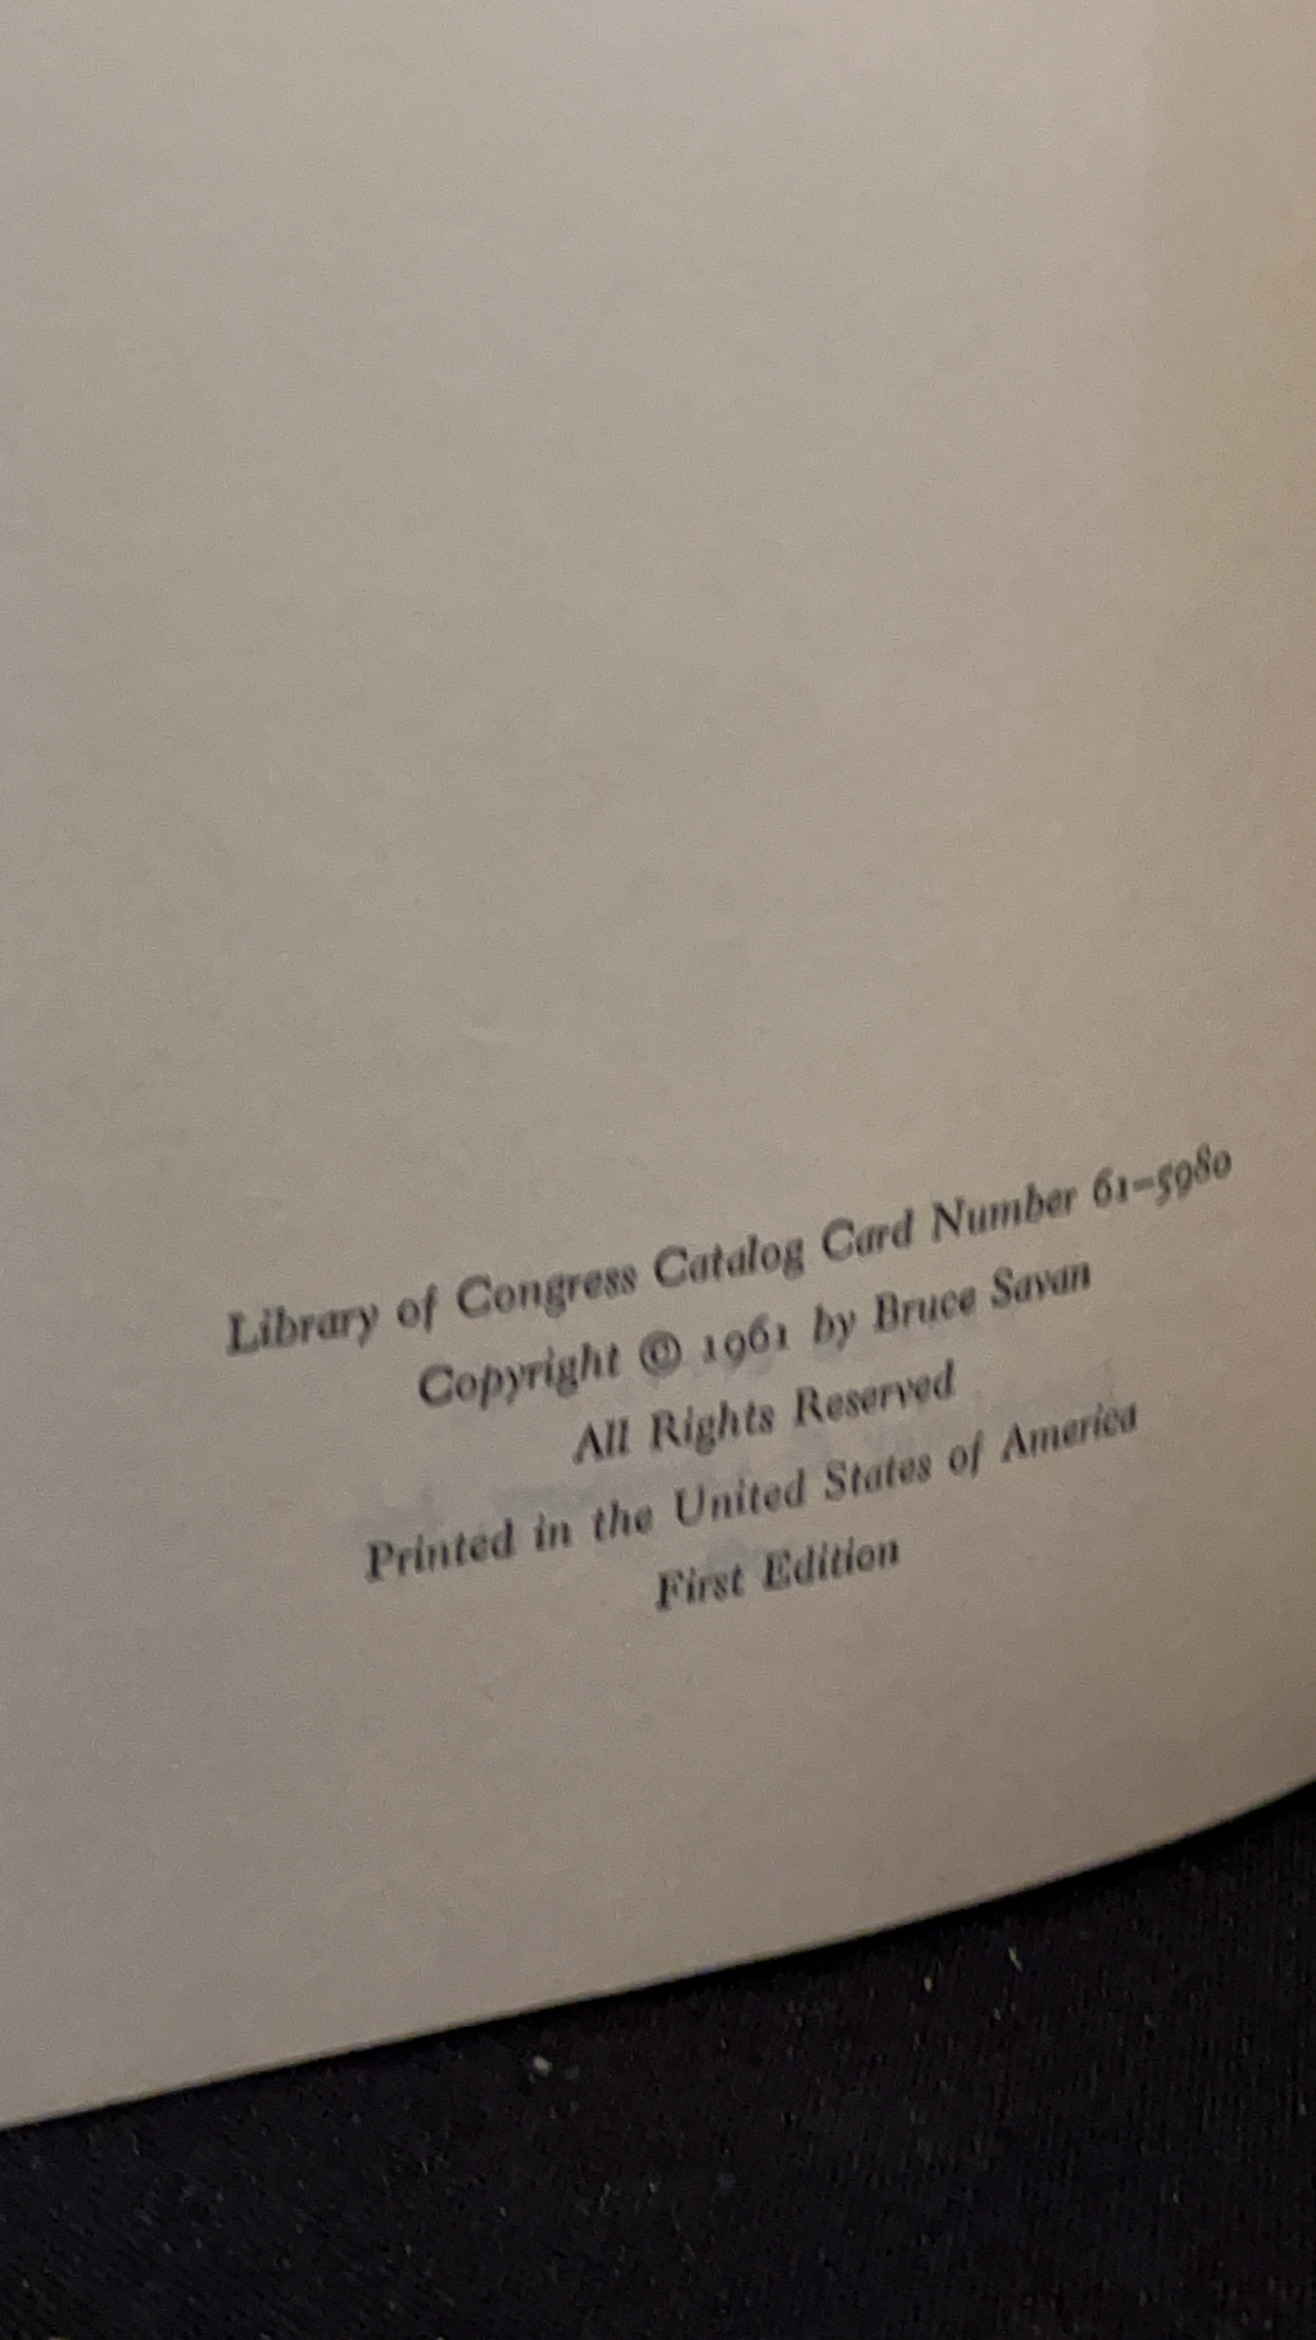 Library of Congress Catalog Card Number 61–5980
Copyright © 1961 by Bruce Savan
All Rights Reserved
Printed in the United States of America
First Edition